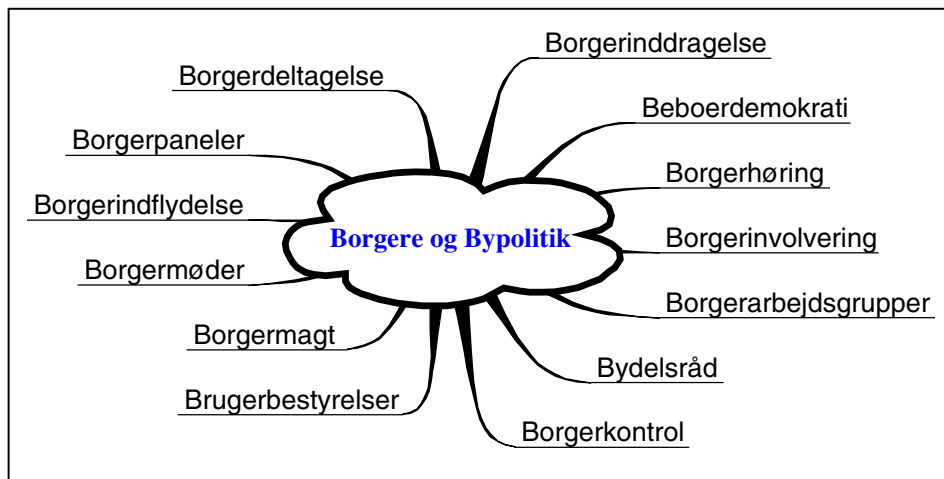 Borgerinddragelse
Borgerdeltagelse
Beboerdemokrati
Borgerpaneler
Borgerhøring
Borgerindflydelse
Borgere og Bypolitik
Borgerinvolvering
Borgermøder
Borgerarbejdsgrupper
Borgermagt
Bydelsråd
Brugerbestyrelser
Borgerkontrol